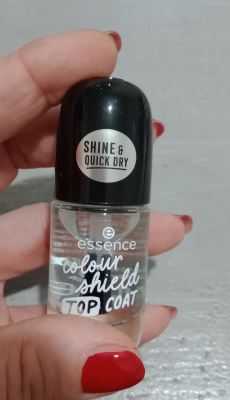 SHINE &
QUICK DRY
essence
colour
shield
TOP COAT